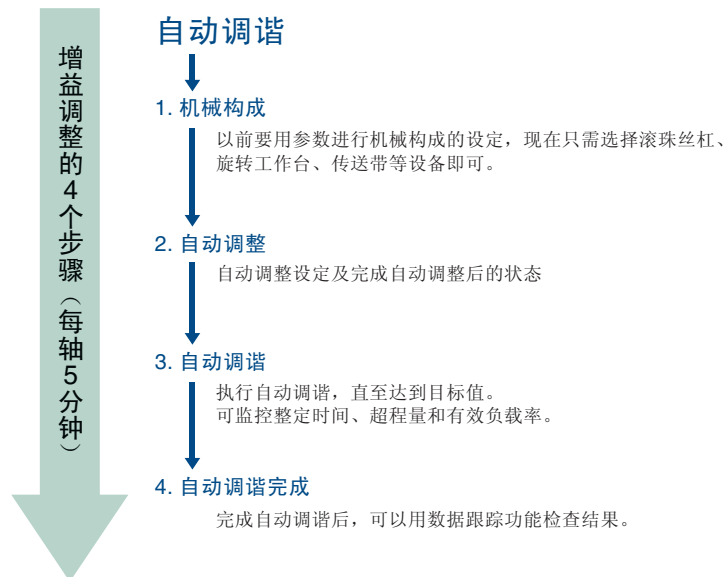 增益调整的4个步骤（每轴5分钟）
自动调谐
1. 机械构成
以前要用参数进行机械构成的设定，现在只需选择滚珠丝杠、
旋转工作台、传送带等设备即可。
2. 自动调整
自动调整设定及完成自动调整后的状态
3. 自动调谐
执行自动调谐，直至达到目标值。
可监控整定时间、超程量和有效负载率。
4. 自动调谐完成
完成自动调谐后，可以用数据跟踪功能检查结果。